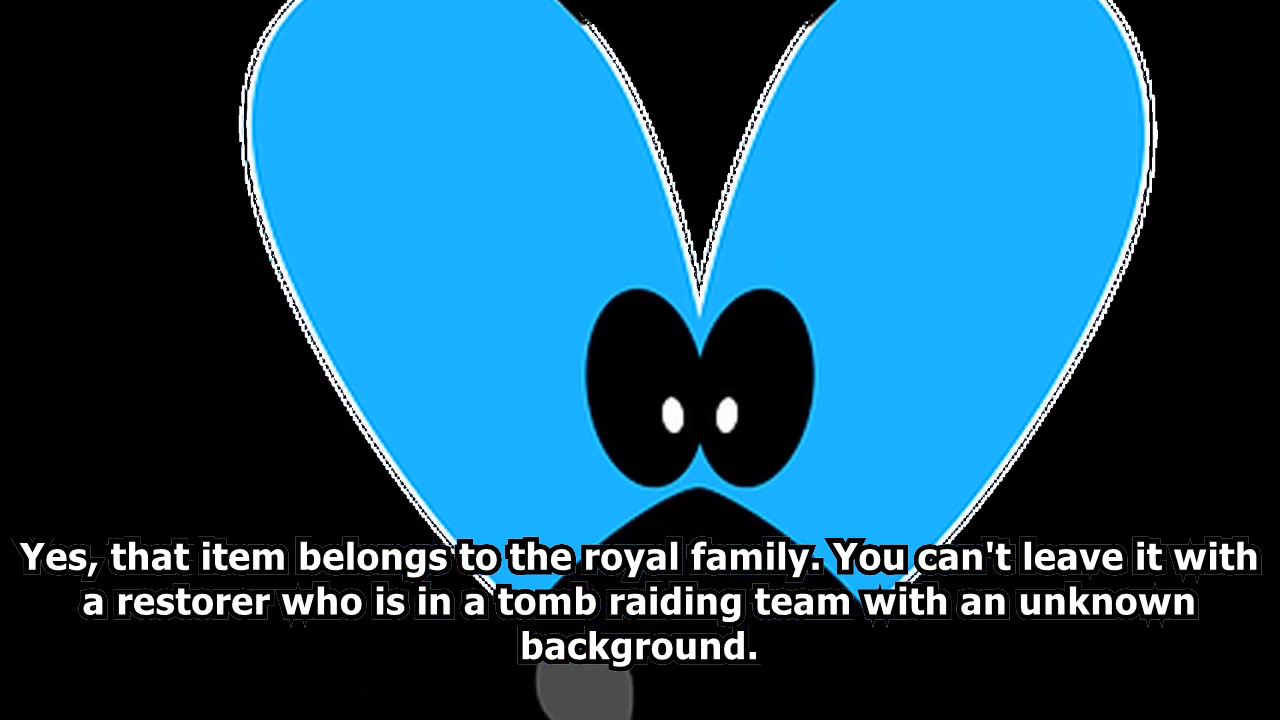 Yes, that item belongs to the royal family. You can't leave it with
a restorer who is in a tomb raiding team with an unknown
background.